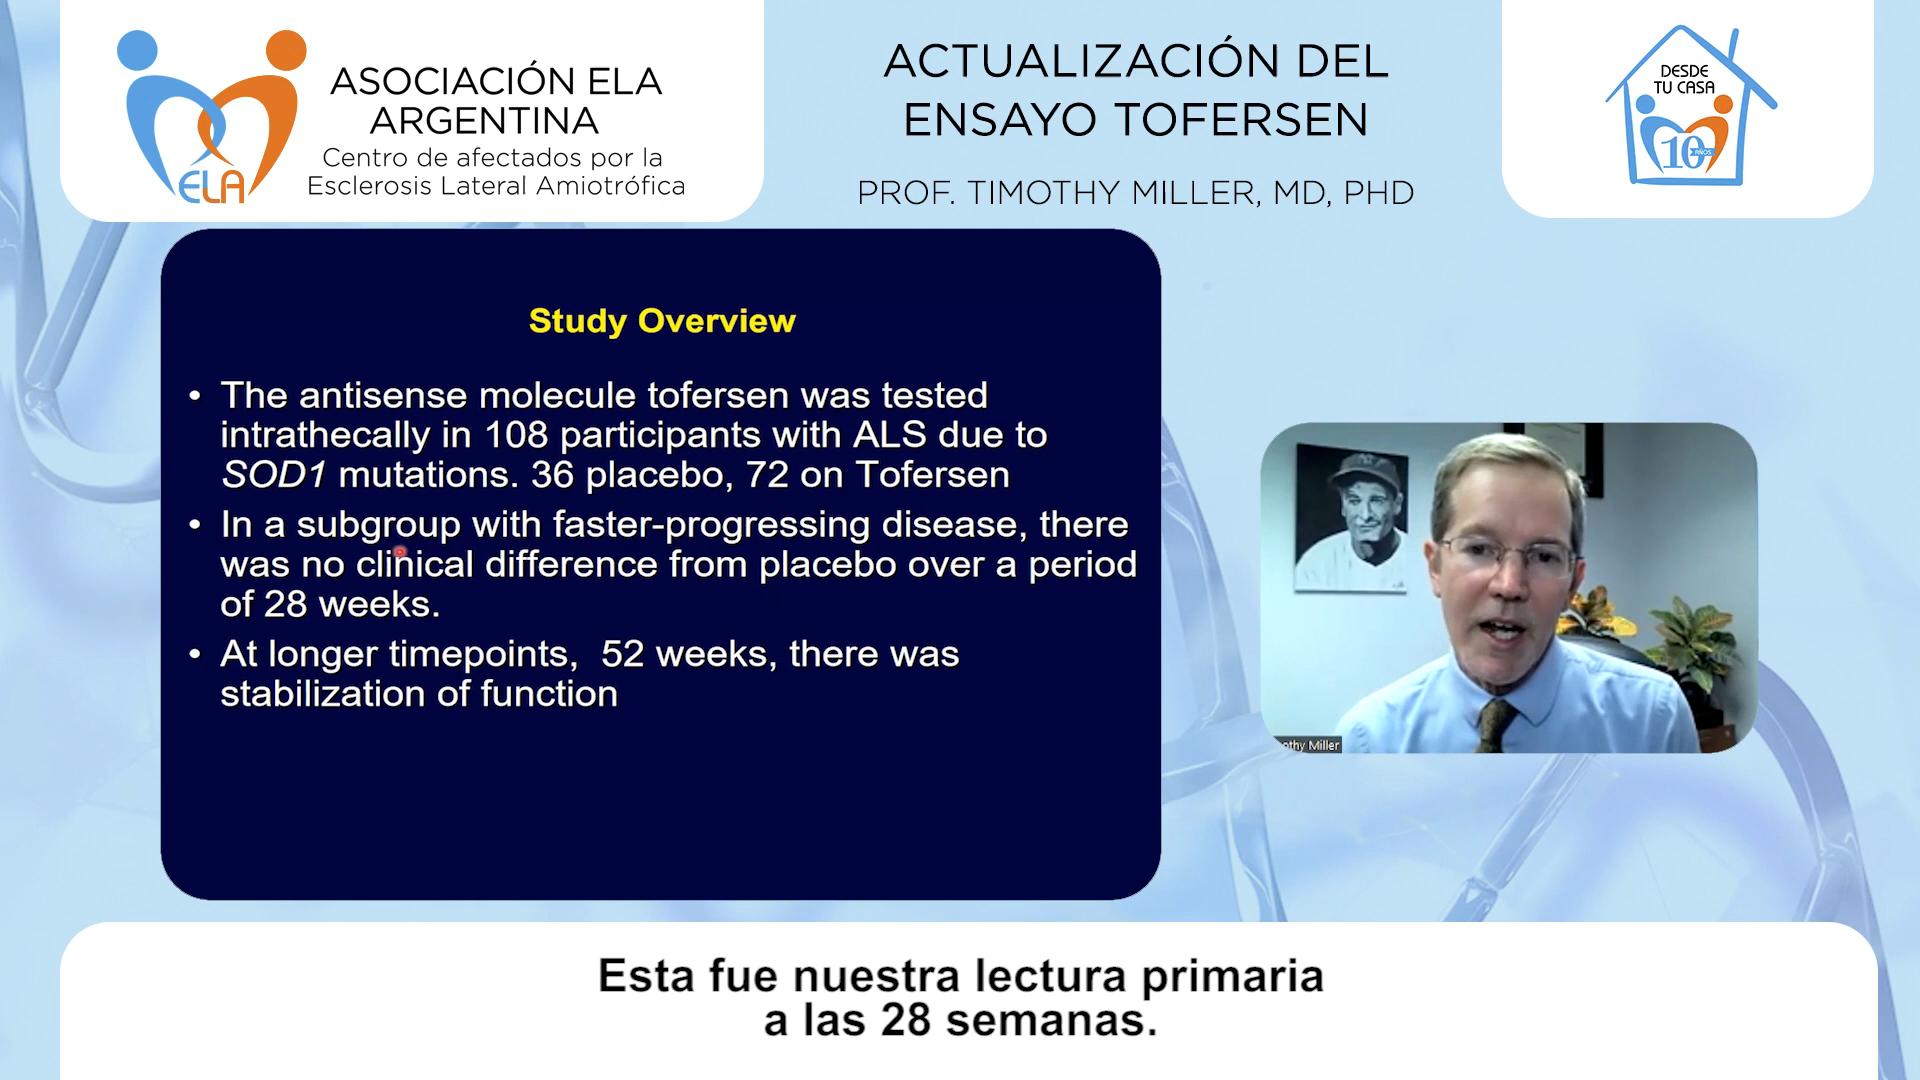 ASOCIACIÓN ELA
ARGENTINA
Centro de afectados por la
Esclerosis Lateral Amiotrófica
ELA
ACTUALIZACIÓN DEL
ENSAYO TOFERSEN
PROF. TIMOTHY MILLER, MD, PHD
DESDE
TU CASA
10
AÑOS
Study Overview
• The antisense molecule tofersen was tested
intrathecally in 108 participants with ALS due to
SOD1 mutations. 36 placebo, 72 on Tofersen
• In a subgroup with faster-progressing disease, there
was no clinical difference from placebo over a period
of 28 weeks.
• At longer timepoints,  52 weeks, there was
stabilization of function
othy Miller
Esta fue nuestra lectura primaria
a las 28 semanas.